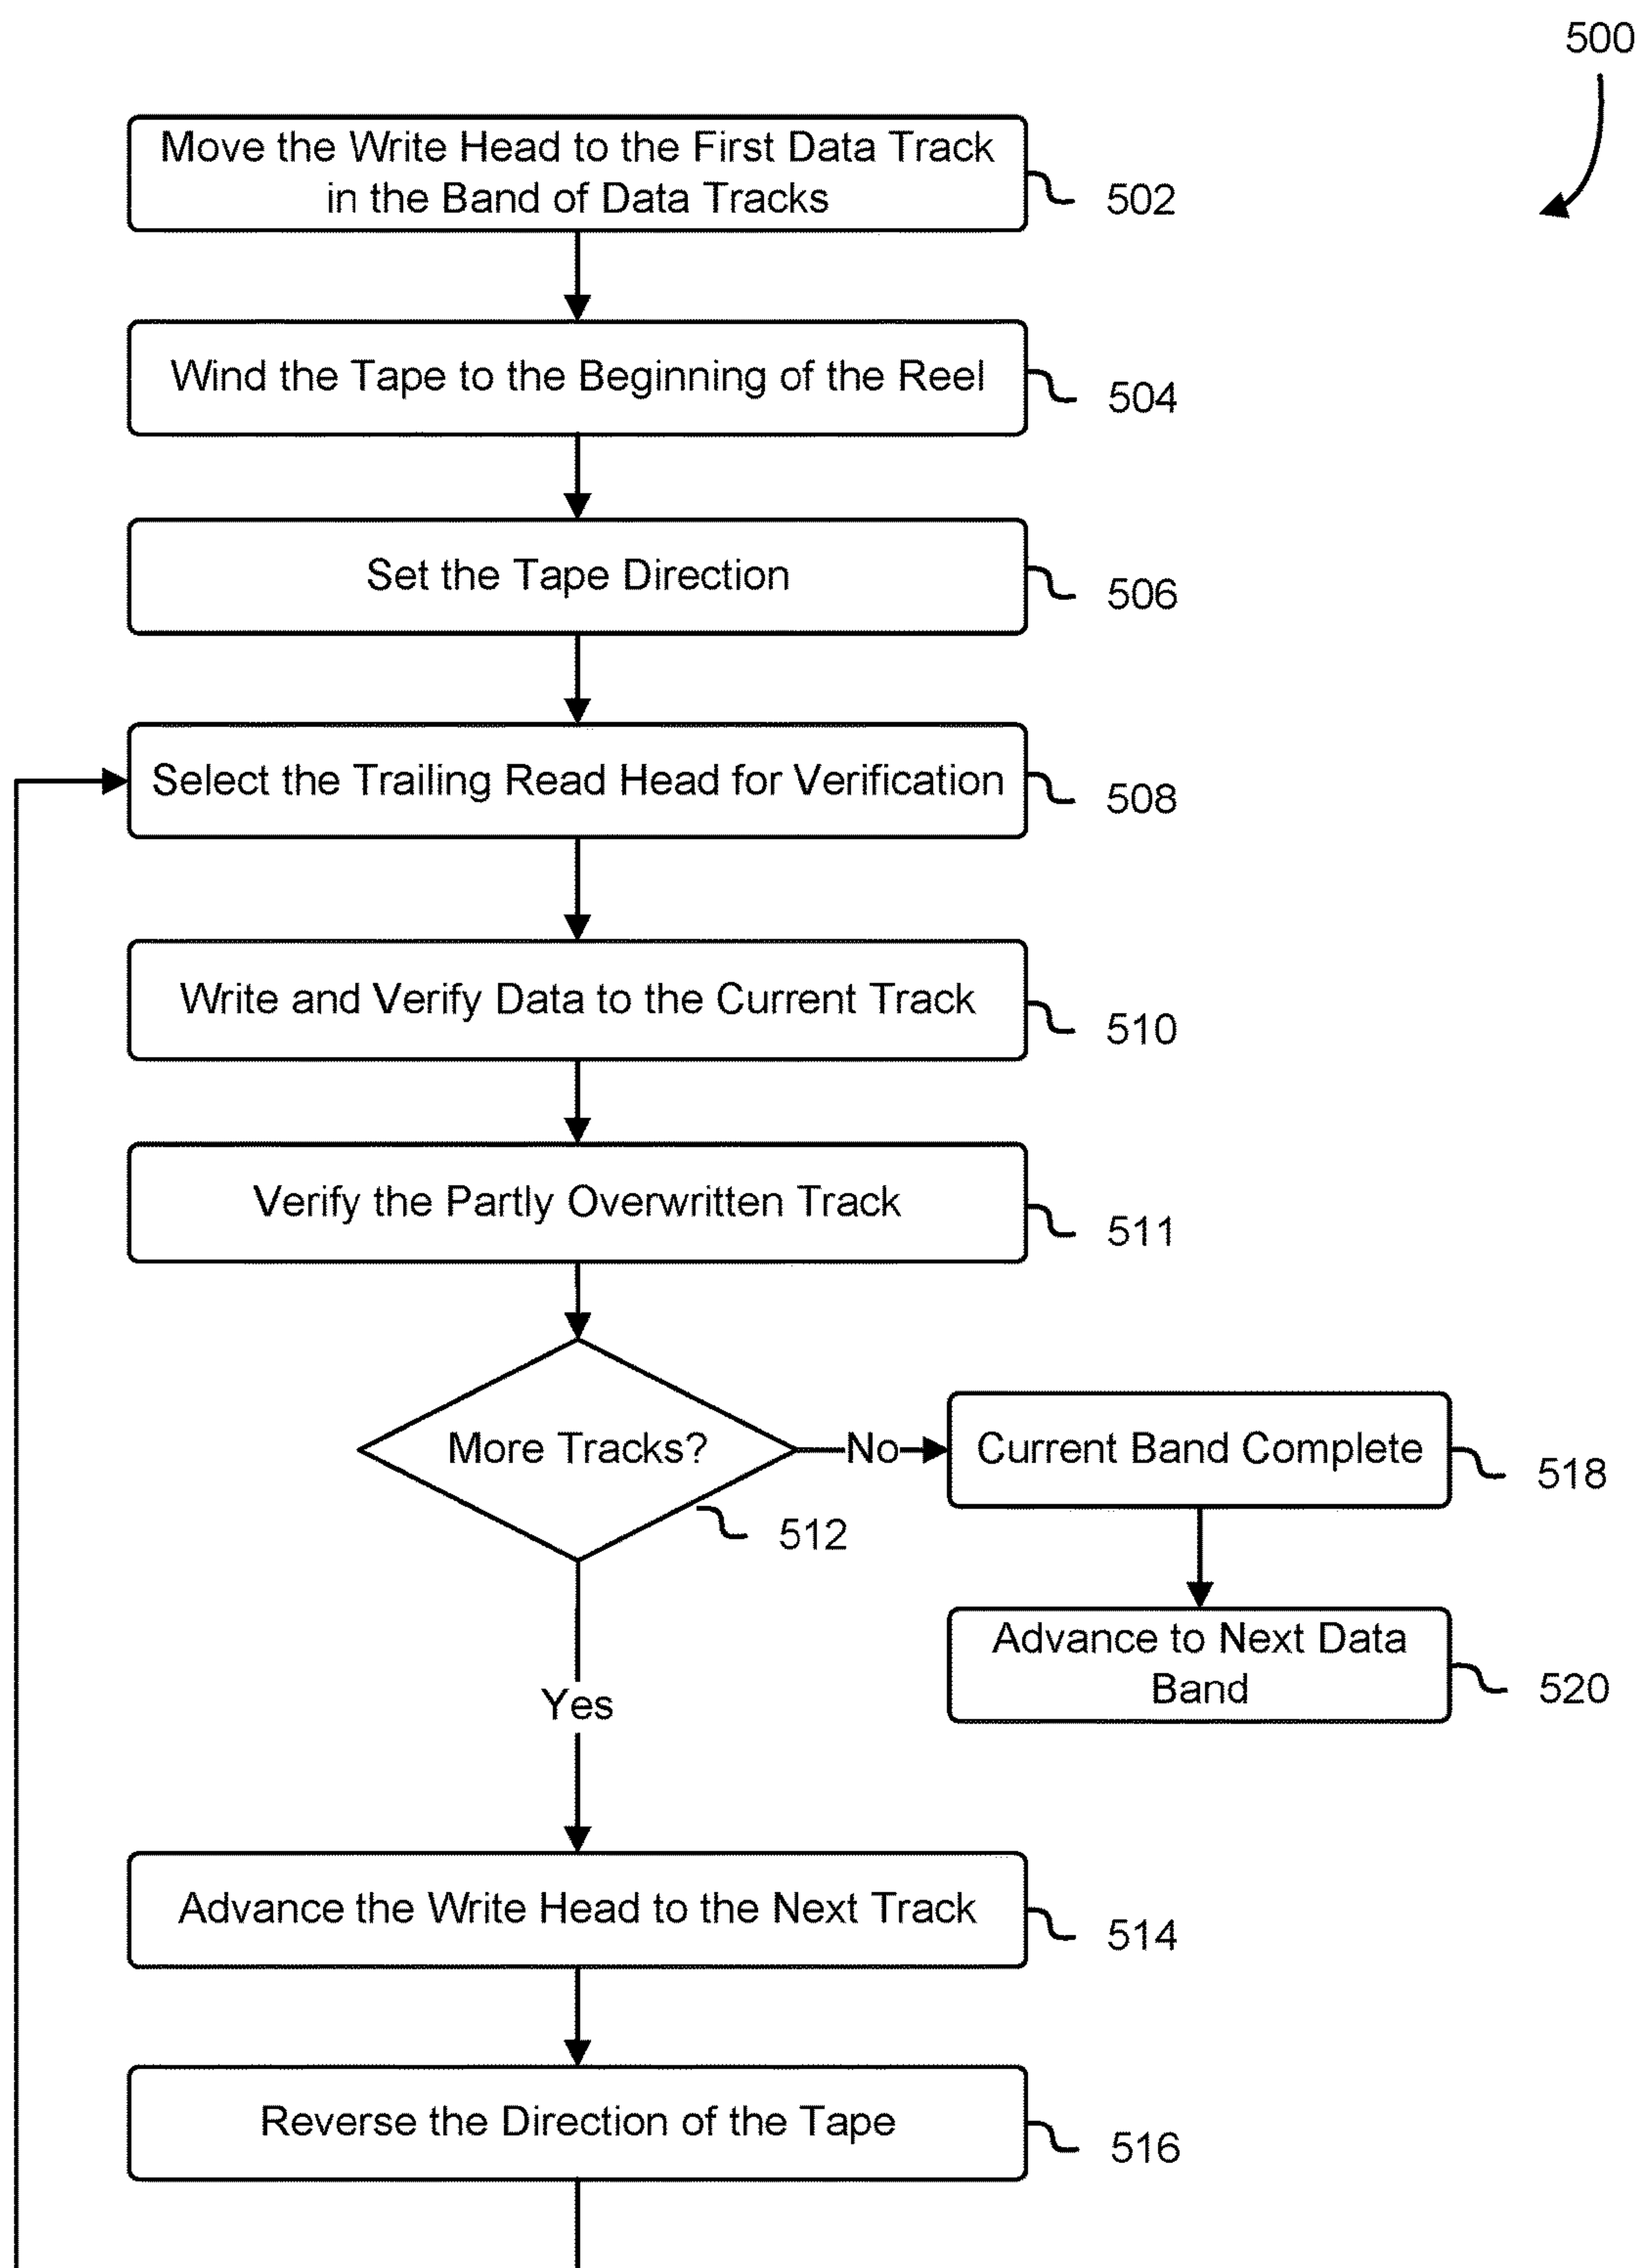 500
Move the Write Head to the First Data Track
in the Band of Data Tracks
502
Wind the Tape to the Beginning of the Reel
504
Set the Tape Direction
506
Select the Trailing Read Head for Verification
508
Write and Verify Data to the Current Track
510
Verify the Partly Overwritten Track
511
More Tracks?
512
No
Current Band Complete
518
Advance to Next Data
Band
520
Yes
Advance the Write Head to the Next Track
514
Reverse the Direction of the Tape
516